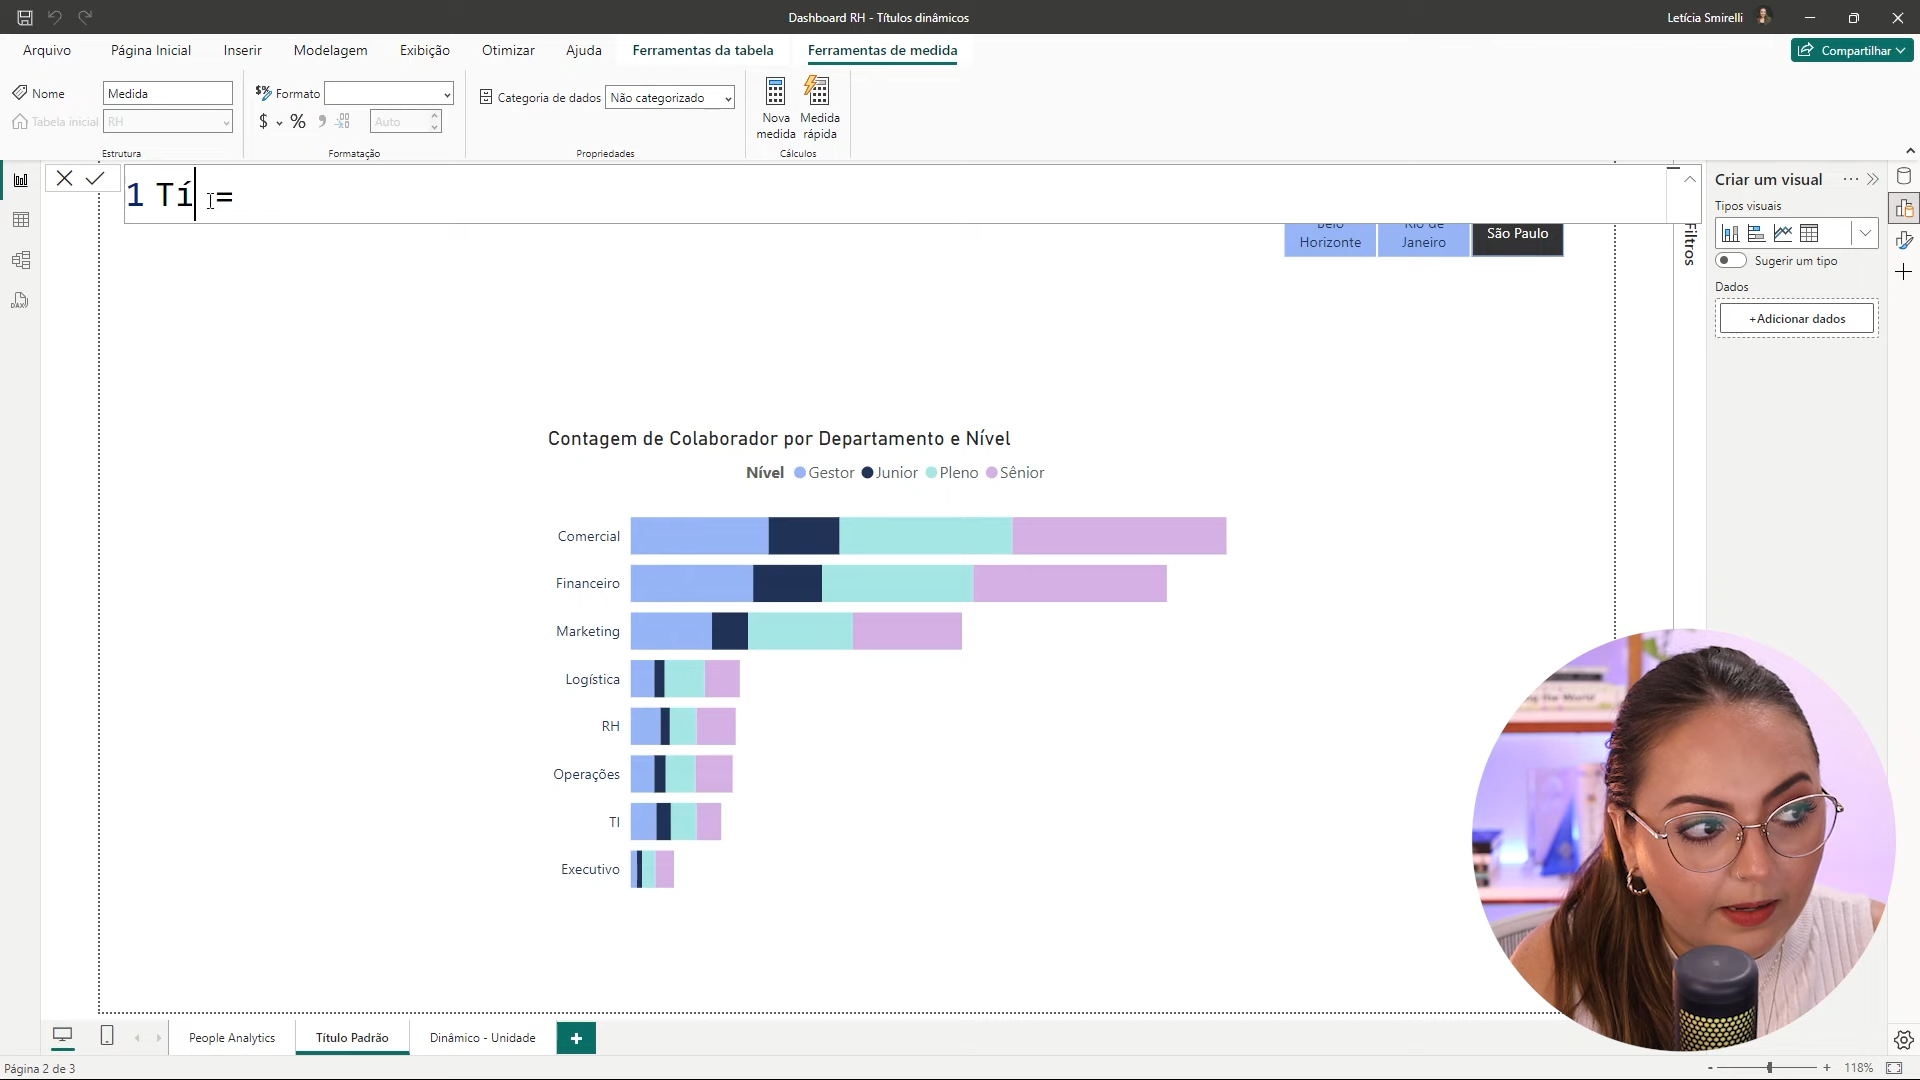 Dashboard RH - Títulos dinâmicos
Letícia Smirelli
Arquivo
Página Inicial
Inserir
Modelagem
Exibição
Otimizar
Ajuda
Ferramentas da tabela
Ferramentas de medida
Compartilhar
Nome
Medida
Tabela inicial
RH
Estrutura
Formato
$
%
Auto
Formatação
Categoria de dados
Não categorizado
Propriedades
Nova medida
Medida rápida
Cálculos
1 Tí =
Belo Horizonte
Rio de Janeiro
São Paulo
Filtros
Criar um visual
Tipos visuais
Sugerir um tipo
Dados
+Adicionar dados
DAX
Contagem de Colaborador por Departamento e Nível
Nível Gestor Junior Pleno Sênior
Comercial
Financeiro
Marketing
Logística
RH
Operações
TI
Executivo
People Analytics
Título Padrão
Dinâmico - Unidade
Página 2 de 3
118%